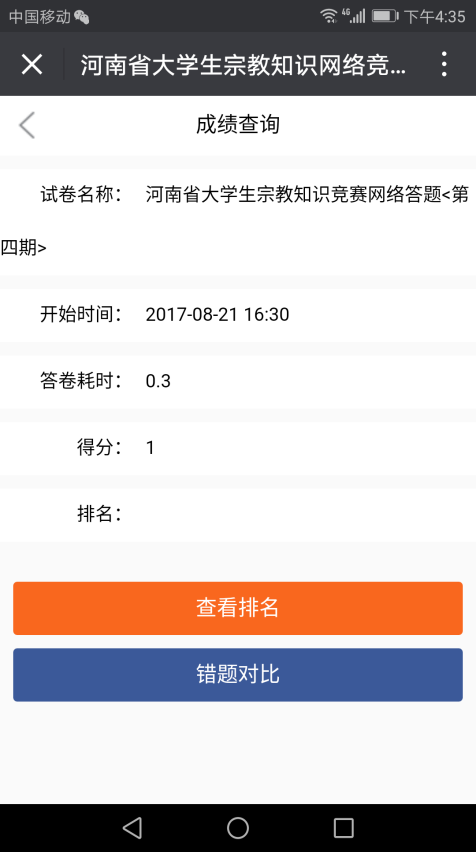 中国移动 4G 下午4:35
河南省大学生宗教知识网络竞...
成绩查询
试卷名称： 河南省大学生宗教知识竞赛网络答题<第
四期>
开始时间： 2017-08-21 16:30
答卷耗时： 0.3
得分： 1
排名：
查看排名
错题对比